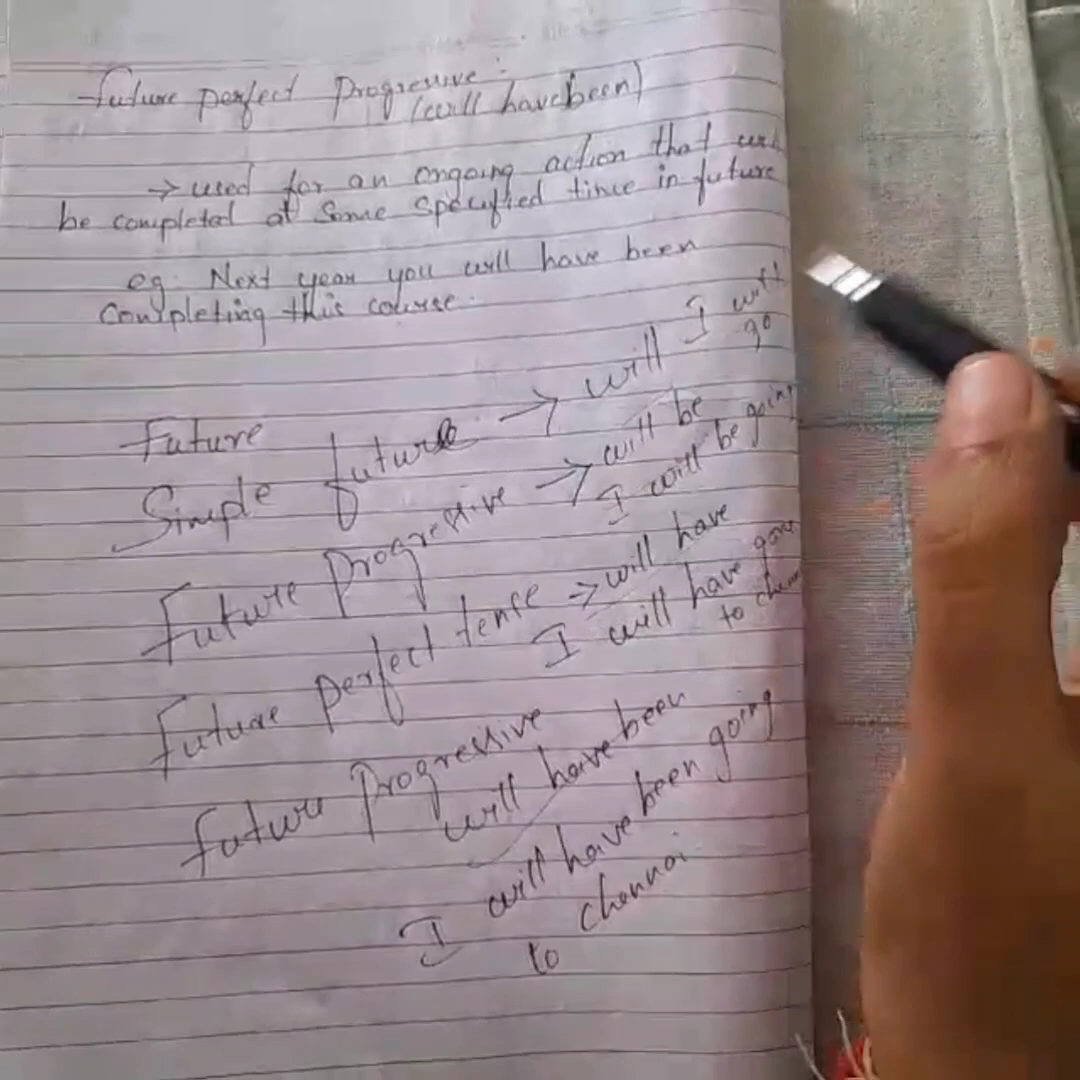 Future perfect Progressive:
(will have been)
→ used for an ongoing action that will
be completed at some specified time in future
eg. Next year you will have been
completing this course.
Future
Simple future → will I will
go
Future Progressive → will be
I will be going
Future perfect tense → will have
I will have gone
to
Future Progressive
will have been
I will have been going
to chennai